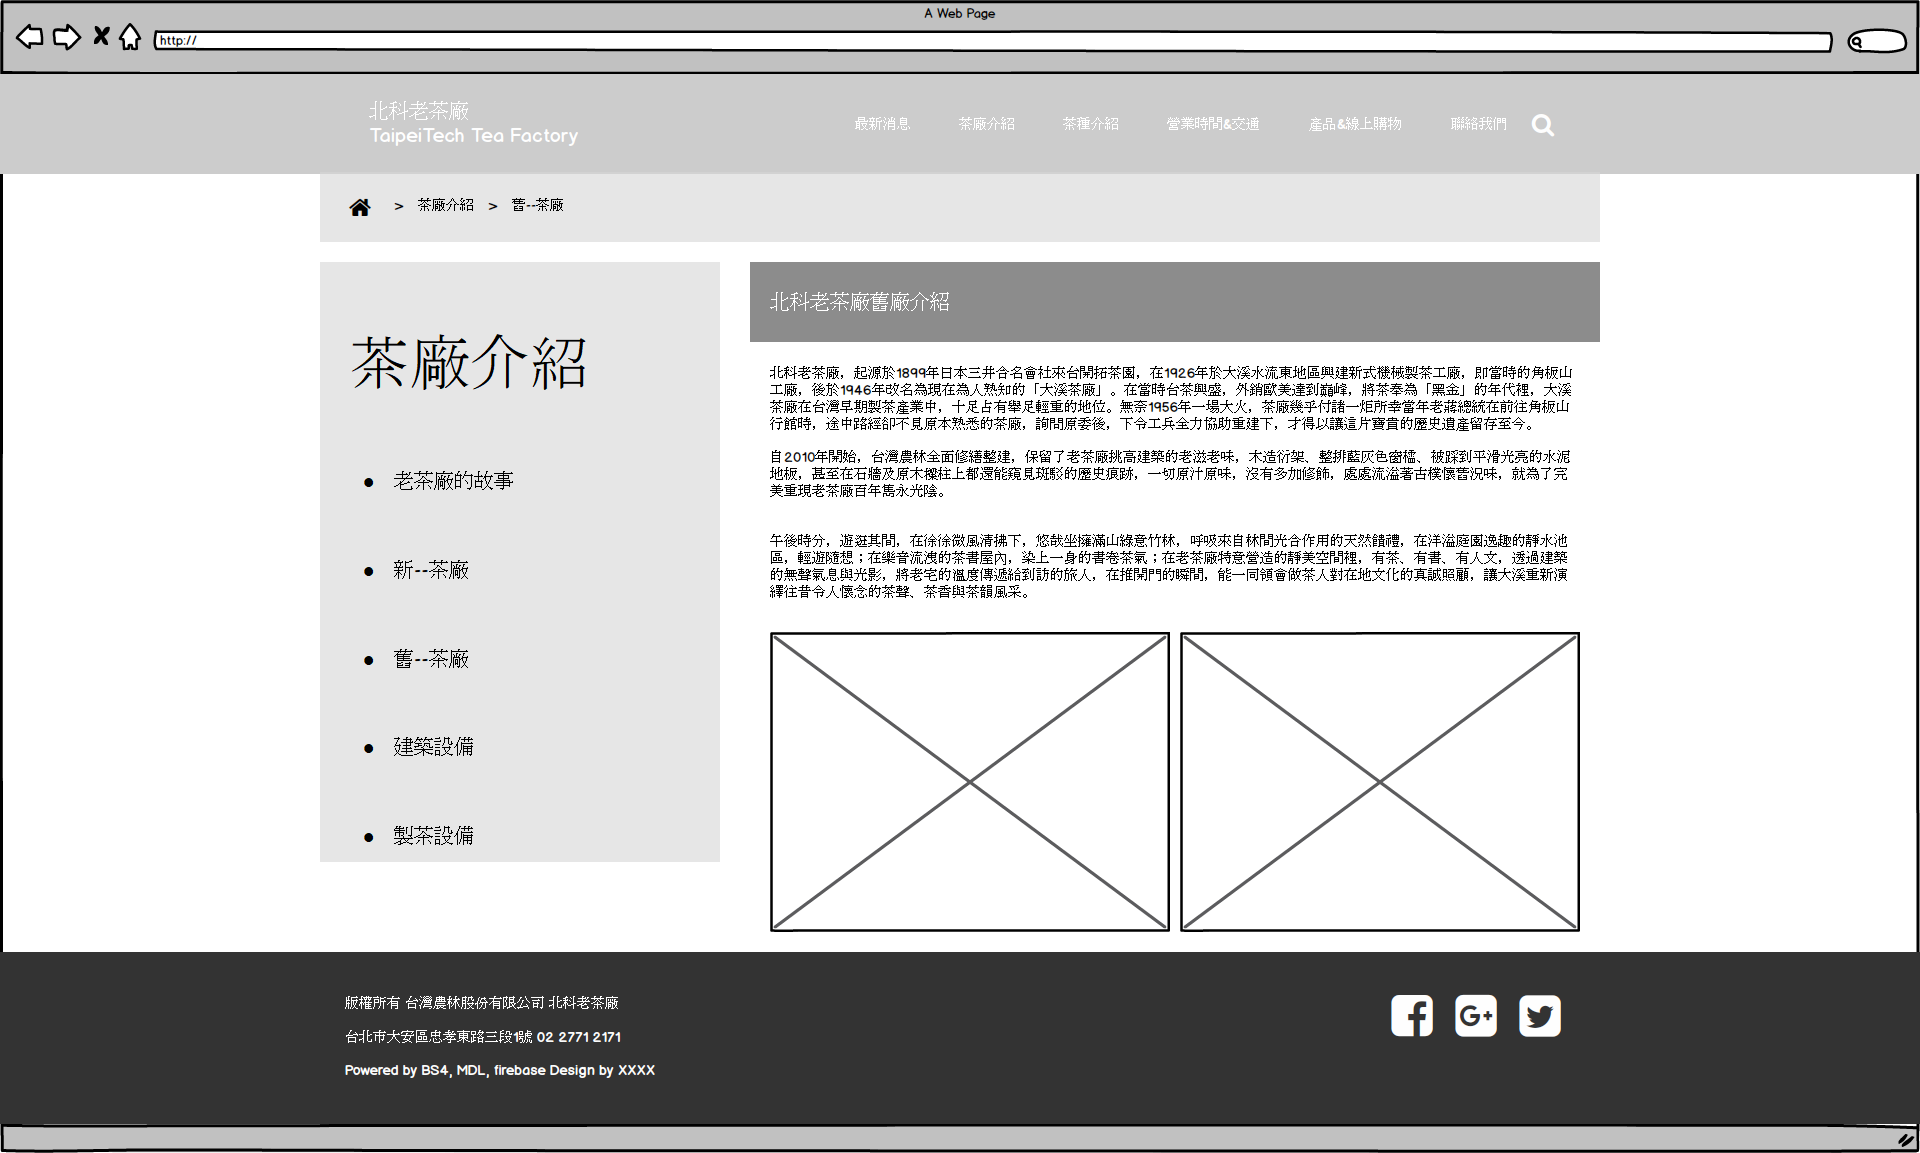 A Web Page
http://
北科老茶廠
TaipeiTech Tea Factory
最新消息 茶廠介紹 茶種介紹 營業時間&交通 產品&線上購物 聯絡我們
> 茶廠介紹 > 舊--茶廠
茶廠介紹
• 老茶廠的故事
• 新--茶廠
• 舊--茶廠
• 建築設備
• 製茶設備
北科老茶廠舊廠介紹
北科老茶廠，起源於1899年日本三井合名會社來台開拓茶園，在1926年於大溪水流東地區興建新式機械製茶工廠，即當時的角板山
工廠，後於1946年改名為現在為人熟知的「大溪茶廠」。在當時台茶興盛，外銷歐美達到巔峰，將茶奉為「黑金」的年代裡，大溪
茶廠在台灣早期製茶產業中，十足占有舉足輕重的地位。無奈1956年一場大火，茶廠幾乎付諸一炬所幸當年老蔣總統在前往角板山
行館時，途中路經卻不見原本熟悉的茶廠，詢問原委後，下令工兵全力協助重建下，才得以讓這片寶貴的歷史遺產留存至今。
自2010年開始，台灣農林全面修繕整建，保留了老茶廠挑高建築的老滋老味，木造衍架、整排藍灰色窗櫺、被踩到平滑光亮的水泥
地板，甚至在石牆及原木樑柱上都還能窺見斑駁的歷史痕跡，一切原汁原味，沒有多加修飾，處處流溢著古樸懷舊況味，就為了完
美重現老茶廠百年雋永光陰。
午後時分，遊逛其間，在徐徐微風清拂下，悠哉坐擁滿山綠意竹林，呼吸來自林間光合作用的天然饋禮，在洋溢庭園逸趣的靜水池
區，輕遊隨想；在樂音流洩的茶書屋內，染上一身的書卷茶氣；在老茶廠特意營造的靜美空間裡，有茶、有書、有人文，透過建築
的無聲氣息與光影，將老宅的溫度傳遞給到訪的旅人，在推開門的瞬間，能一同領會做茶人對在地文化的真誠照顧，讓大溪重新演
繹往昔令人懷念的茶聲、茶香與茶韻風采。
版權所有 台灣農林股份有限公司 北科老茶廠
台北市大安區忠孝東路三段1號 02 2771 2171
Powered by BS4, MDL, firebase Design by XXXX